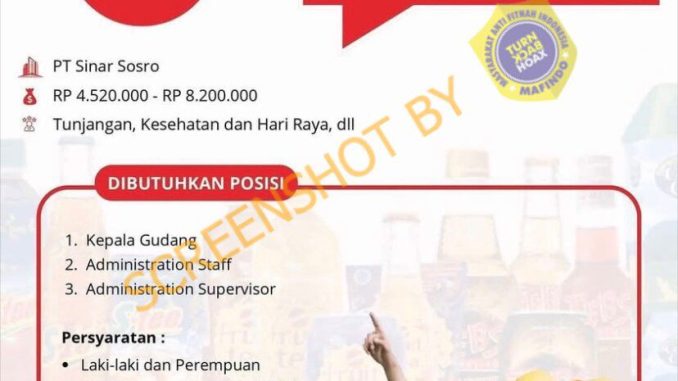 PT Sinar Sosro
RP 4.520.000 - RP 8.200.000
Tunjangan, Kesehatan dan Hari Raya, dll
MASYARAKAT ANTI FITNAH INDONESIA
TURN
BACK
HOAX
MAFINDO
SCREENSHOT BY
DIBUTUHKAN POSISI
1. Kepala Gudang
2. Administration Staff
3. Administration Supervisor
Persyaratan :
• Laki-laki dan Perempuan